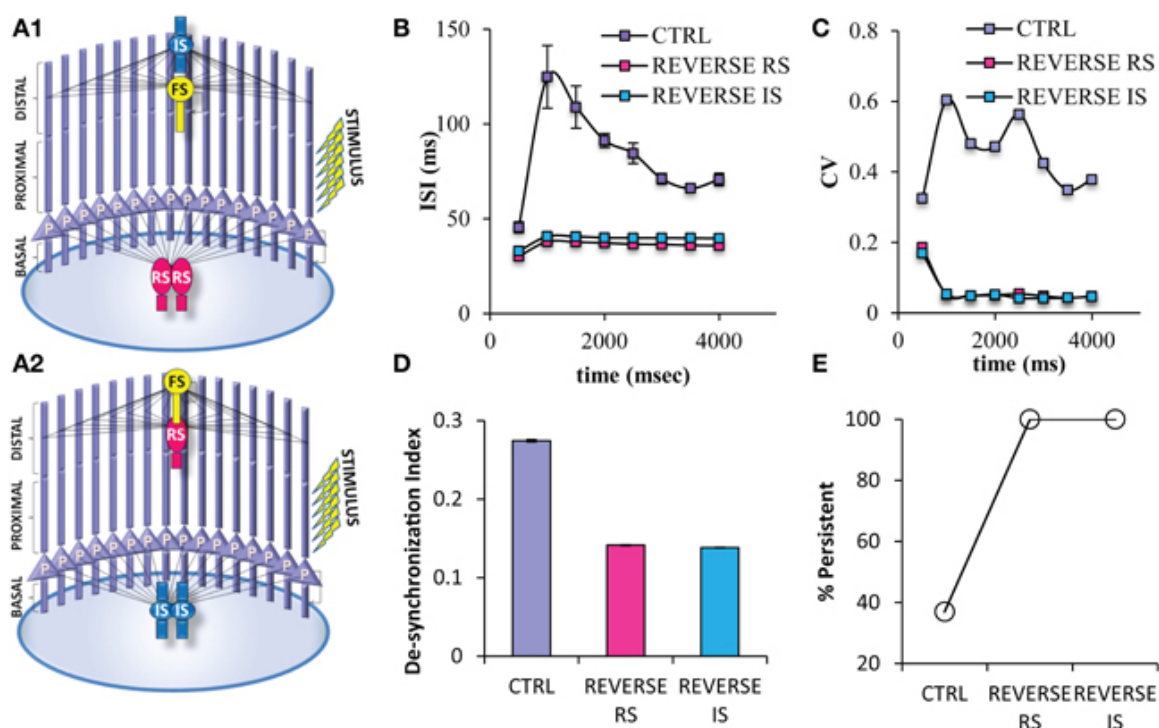 A1
IS
FS
DISTAL
PROXIMAL
BASAL
STIMULUS
P P P P P P P P P P P P P P P
RS RS
A2
FS
RS
DISTAL
PROXIMAL
BASAL
STIMULUS
P P P P P P P P P P P P P P P
IS IS
B
150
100
50
0
ISI (ms)
CTRL
REVERSE RS
REVERSE IS
0
2000
4000
time (msec)
C
0.8
0.6
0.4
0.2
0
CV
CTRL
REVERSE RS
REVERSE IS
0
2000
4000
time (ms)
D
0.3
0.2
0.1
0
De-synchronization Index
CTRL
REVERSE
RS
REVERSE
IS
E
100
80
60
40
20
% Persistent
CTRL
REVERSE
RS
REVERSE
IS